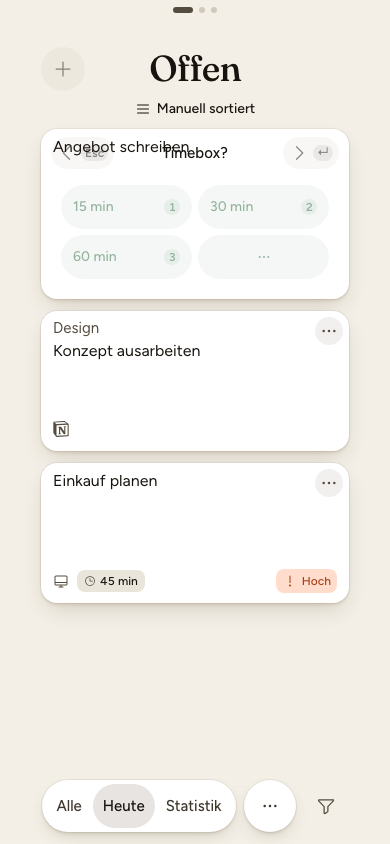 Offen
Manuell sortiert
Angebot schreiben
Esc
Timebox?
15 min 1
30 min 2
60 min 3
...
Design
Konzept ausarbeiten
N
Einkauf planen
45 min
! Hoch
Alle Heute Statistik